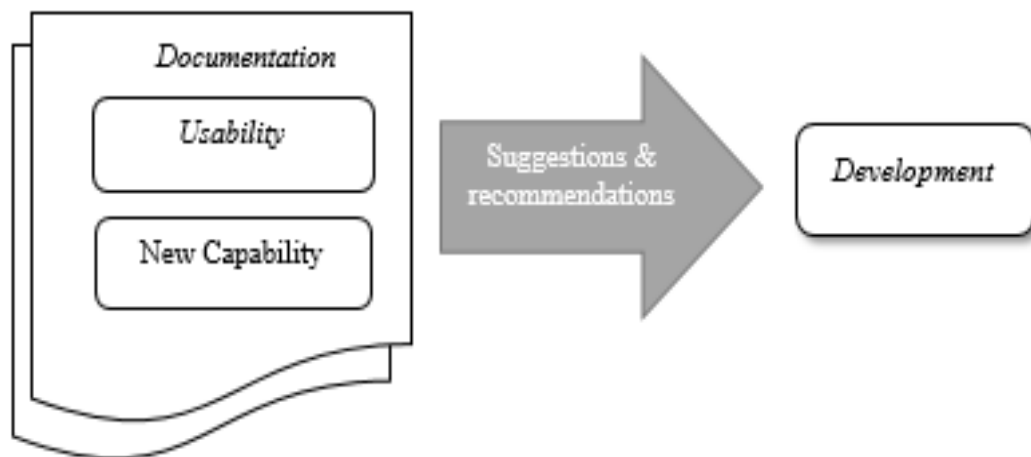 Documentation
Usability
New Capability
Suggestions &
recommendations
Development